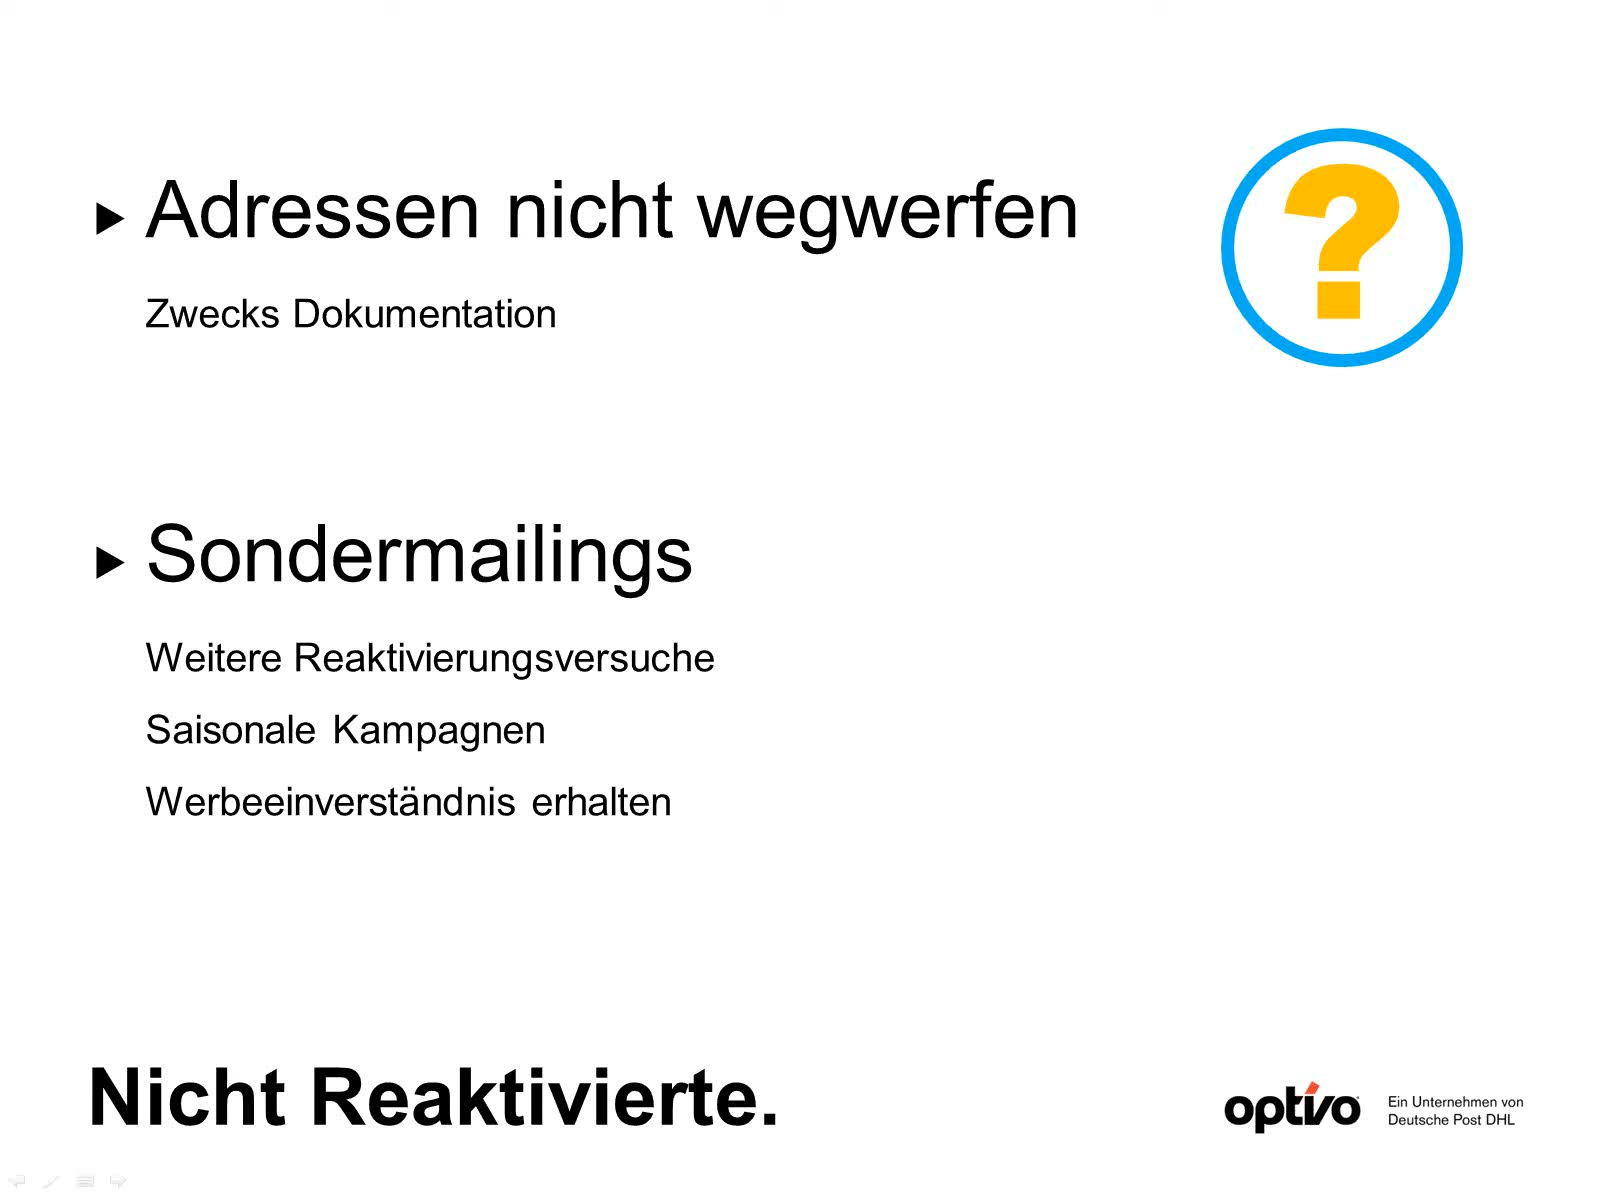 Adressen nicht wegwerfen
Zwecks Dokumentation
?
Sondermailings
Weitere Reaktivierungsversuche
Saisonale Kampagnen
Werbeeinverständnis erhalten
Nicht Reaktivierte.
optivo
Ein Unternehmen von
Deutsche Post DHL